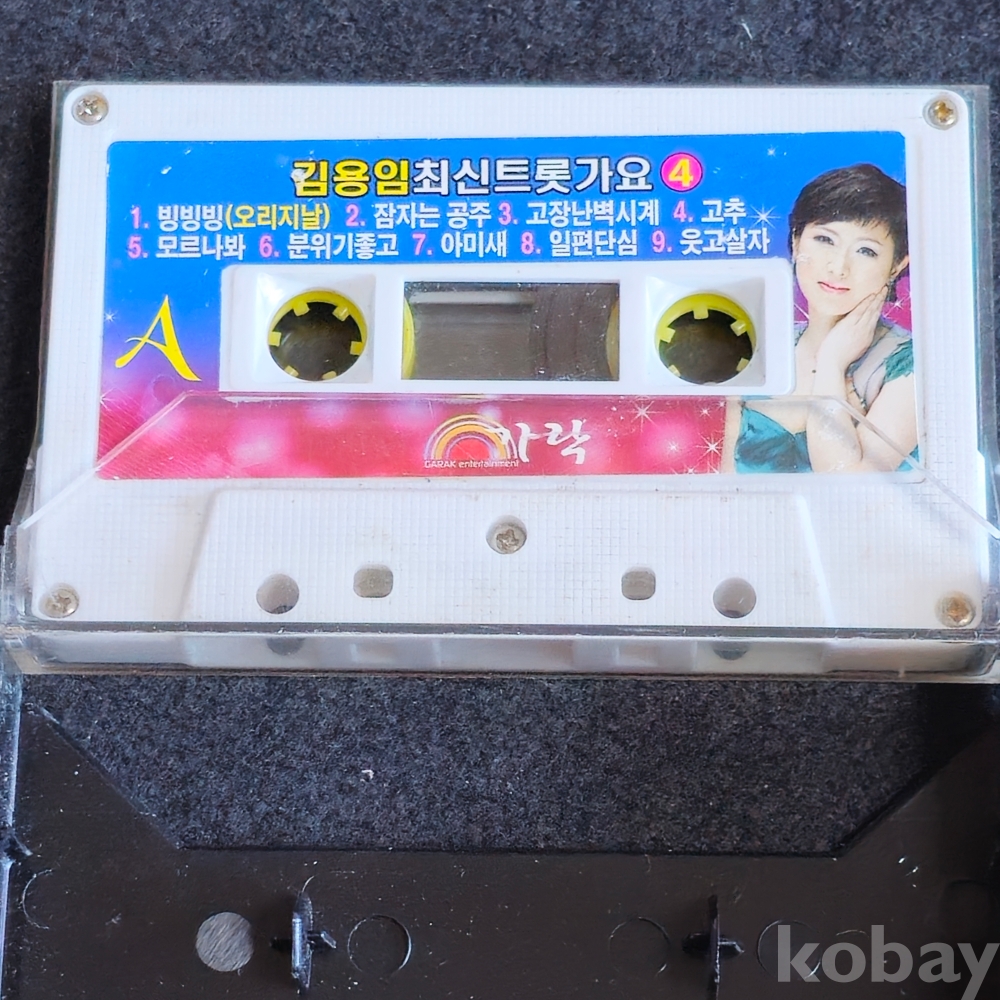 김용임최신트롯가요 4
1. 빙빙빙(오리지날) 2. 잠자는 공주 3. 고장난벽시계 4. 고추
5. 모르나봐 6. 분위기좋고 7. 아미새 8. 일편단심 9. 웃고살자
A
가락
GARAK entertainment
kobay